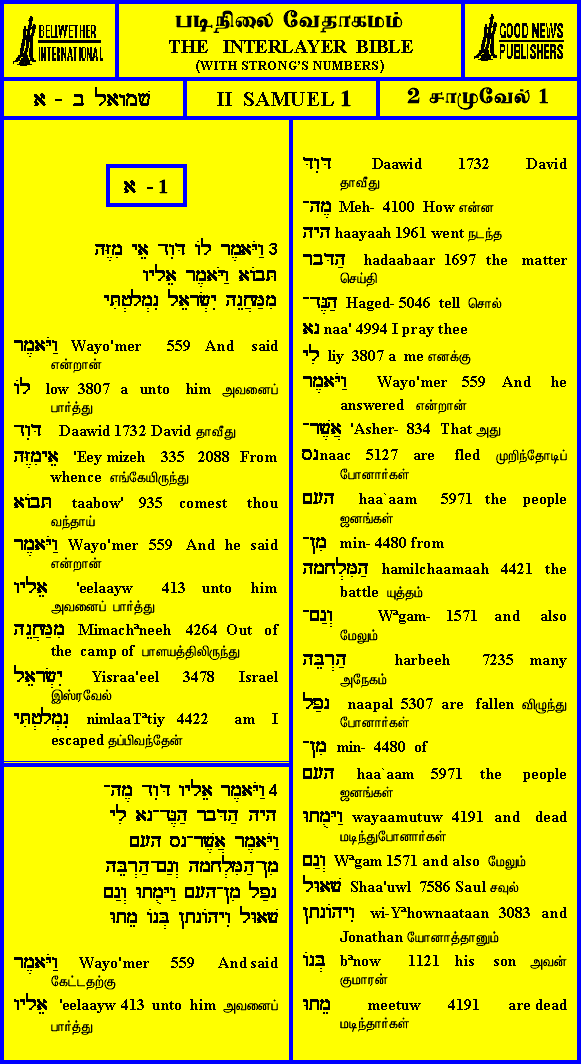 BELLWETHER
INTERNATIONAL
படிநிலை வேதாகமம்
THE INTERLAYER BIBLE
(WITH STRONG'S NUMBERS)
GOOD NEWS
PUBLISHERS
שמואל ב - א
II SAMUEL 1
2 சாமுவேல் 1
א - 1
3 וַיֹּאמֶר לוֹ דָּוִד אֵי מִזֶּה
תָּבוֹא וַיֹּאמֶר אֵלָיו
מִמַּחֲנֵה יִשְׂרָאֵל נִמְלָטְתִּי
וַיֹּאמֶר Wayo'mer 559 And said
என்றான்
לוֹ low 3807 a unto him அவனைப்
பார்த்து
דָּוִד Daawid 1732 David தாவீது
אֵימִזֶּה 'Eey mizeh 335 2088 From
whence எங்கேயிருந்து
תָּבוֹא taabow' 935 comest thou
வந்தாய்
וַיֹּאמֶר Wayo'mer 559 And he said
என்றான்
אֵלָיו 'eelaayw 413 unto him
அவனைப் பார்த்து
מִמַּחֲנֵה Mimachªneeh 4264 Out of
the camp of பாளயத்திலிருந்து
יִשְׂרָאֵל Yisraa'eel 3478 Israel
இஸ்ரவேல்
נִמְלָטְתִּי nimlaaTªtiy 4422 am I
escaped தப்பிவந்தேன்
4 וַיֹּאמֶר אֵלָיו דָּוִד מֶה־
הָיָה הַדָּבָר הַגֶּד־נָא לִי
וַיֹּאמֶר אֲשֶׁר־נָס הָעָם
מִן־הַמִּלְחָמָה וְגַם־הַרְבֵּה
נָפַל מִן־הָעָם וַיָּמֻתוּ וְגַם
שָׁאוּל וִיהוֹנָתָן בְּנוֹ מֵתוּ
וַיֹּאמֶר Wayo'mer 559 And said
கேட்டதற்கு
אֵלָיו 'eelaayw 413 unto him அவனைப்
பார்த்து
דָּוִד Daawid 1732 David
தாவீது
מֶה־ Meh- 4100 How என்ன
הָיָה haayaah 1961 went நடந்த
הַדָּבָר hadaabaar 1697 the matter
செய்தி
הַגֶּד־ Haged- 5046 tell சொல்
נָא naa' 4994 I pray thee
לִי liy 3807 a me எனக்கு
וַיֹּאמֶר Wayo'mer 559 And he
answered என்றான்
אֲשֶׁר־ 'Asher- 834 That அது
נָס naac 5127 are fled முறிந்தோடிப்
போனார்கள்
הָעָם haa`aam 5971 the people
ஜனங்கள்
מִן־ min- 4480 from
הַמִּלְחָמָה hamilchaamaah 4421 the
battle யுத்தம்
וְגַם־ Wªgam- 1571 and also
மேலும்
הַרְבֵּה harbeeh 7235 many
அநேகம்
נָפַל naapal 5307 are fallen விழுந்து
போனார்கள்
מִן־ min- 4480 of
הָעָם haa`aam 5971 the people
ஜனங்கள்
וַיָּמֻתוּ wayaamutuw 4191 and dead
மடிந்துபோனார்கள்
וְגַם Wªgam 1571 and also மேலும்
שָׁאוּל Shaa'uwl 7586 Saul சவுல்
וִיהוֹנָתָן wi-Yªhownaataan 3083 and
Jonathan யோனாத்தானும்
בְּנוֹ bªnow 1121 his son அவன்
குமாரன்
מֵתוּ meetuw 4191 are dead
மடிந்தார்கள்